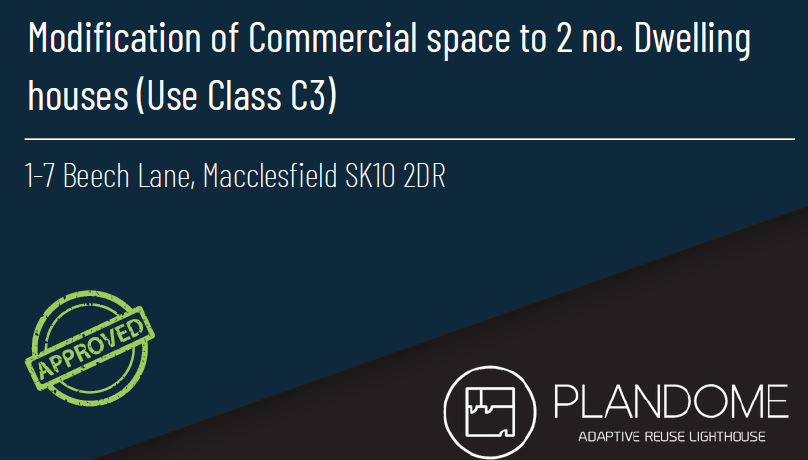 Modification of Commercial space to 2 no. Dwelling
houses (Use Class C3)
1-7 Beech Lane, Macclesfield SK10 2DR
APPROVED
PLANDOME
ADAPTIVE REUSE LIGHTHOUSE